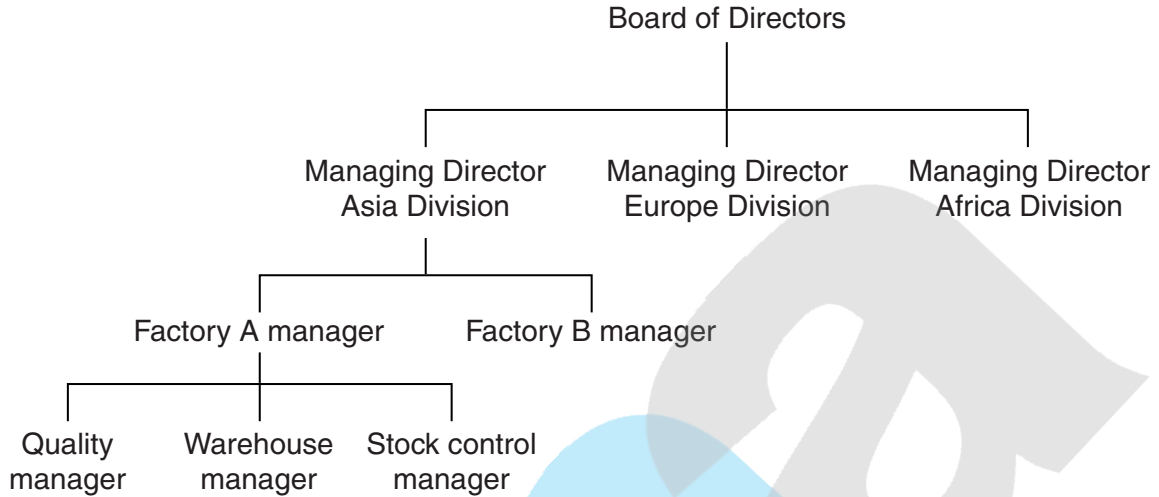 Board of Directors
Managing Director
Asia Division
Managing Director
Europe Division
Managing Director
Africa Division
Factory A manager
Factory B manager
Quality
manager
Warehouse
manager
Stock control
manager